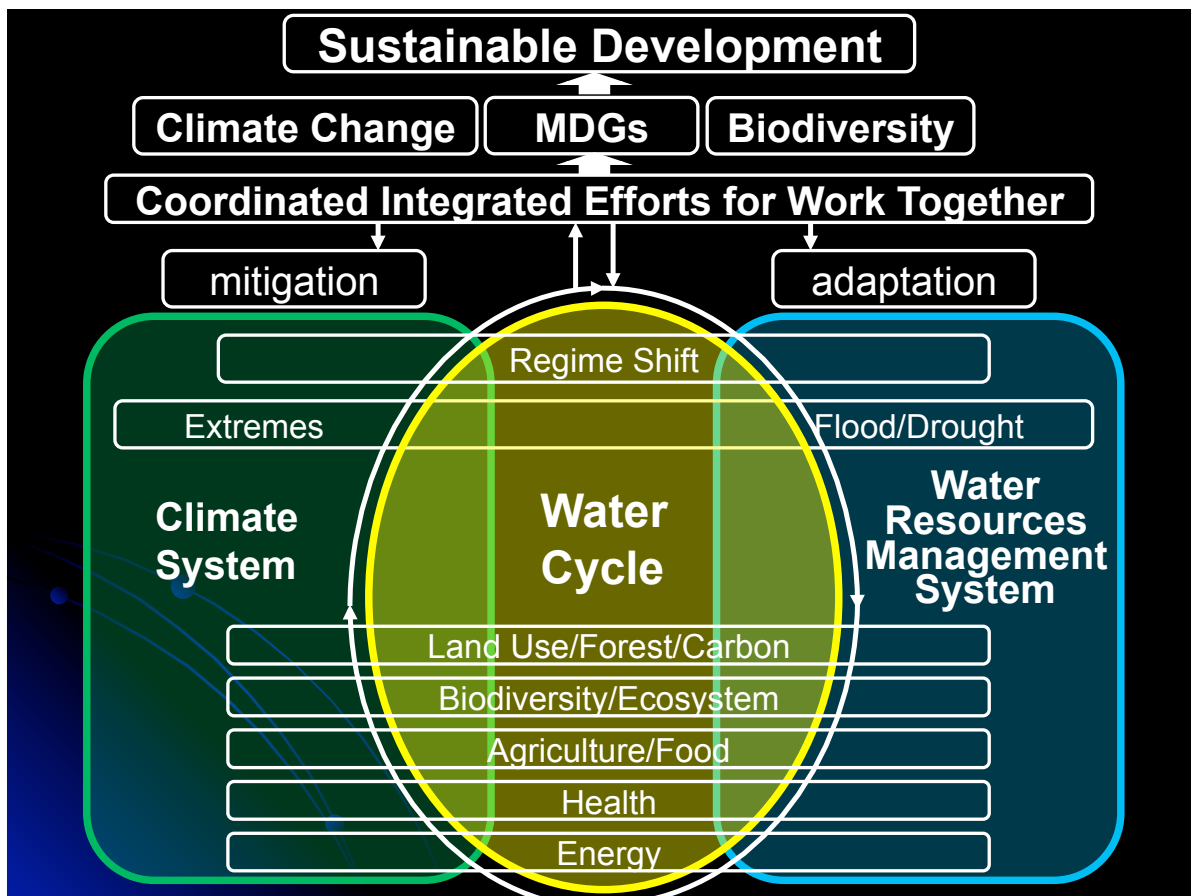 Sustainable Development
Climate Change
MDGs
Biodiversity
Coordinated Integrated Efforts for Work Together
mitigation
adaptation
Regime Shift
Extremes
Flood/Drought
Climate
System
Water
Cycle
Water
Resources
Management
System
Land Use/Forest/Carbon
Biodiversity/Ecosystem
Agriculture/Food
Health
Energy